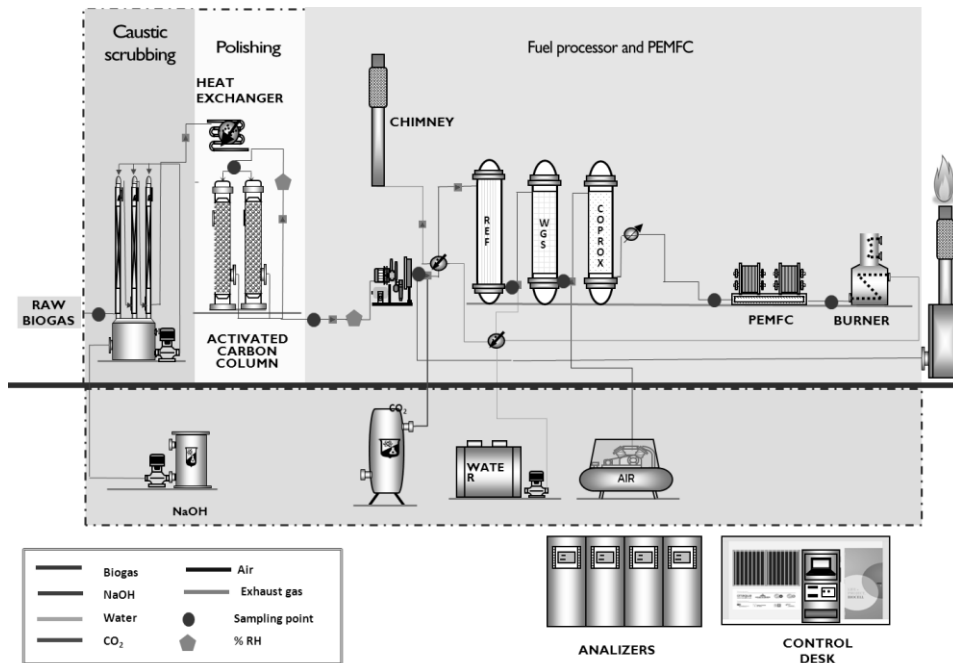 Caustic
scrubbing
Polishing
Fuel processor and PEMFC
HEAT
EXCHANGER
CHIMNEY
REF
WGS
COPROX
RAW
BIOGAS
ACTIVATED
CARBON
COLUMN
PEMFC
BURNER
CO2
WATE
R
AIR
NaOH
Biogas
NaOH
Water
CO2
Air
Exhaust gas
Sampling point
% RH
ANALIZERS
CONTROL
DESK